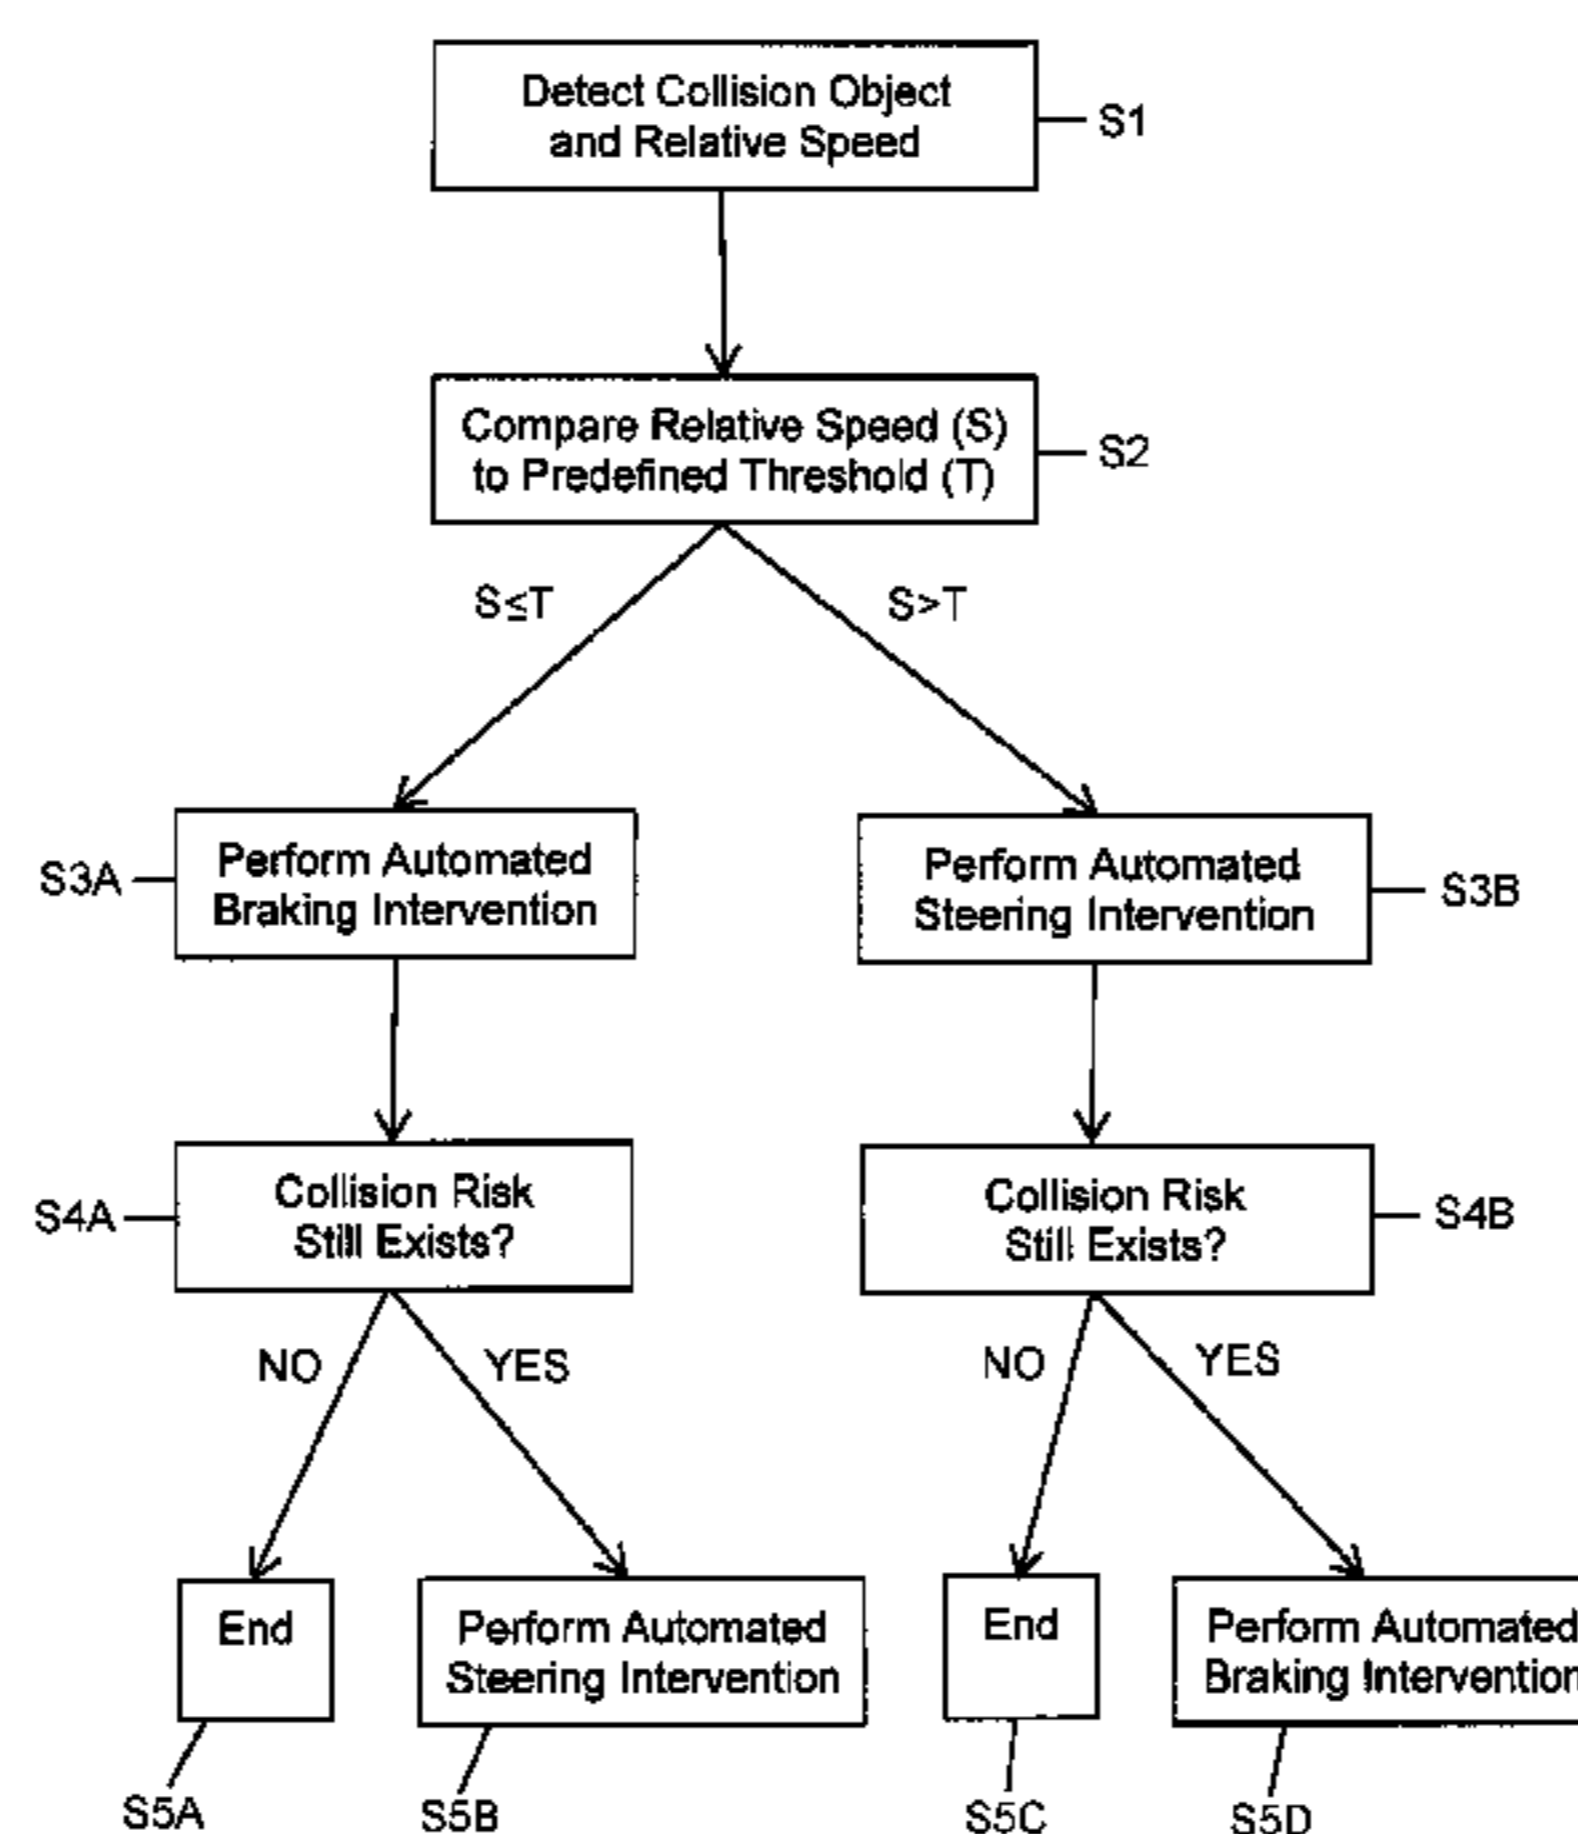 Detect Collision Object
and Relative Speed
S1
Compare Relative Speed (S)
to Predefined Threshold (T)
S2
S≤T
S>T
S3A
Perform Automated
Braking Intervention
Perform Automated
Steering Intervention
S3B
S4A
Collision Risk
Still Exists?
Collision Risk
Still Exists?
S4B
NO
YES
NO
YES
End
Perform Automated
Steering Intervention
End
Perform Automated
Braking Intervention
S5A
S5B
S5C
S5D